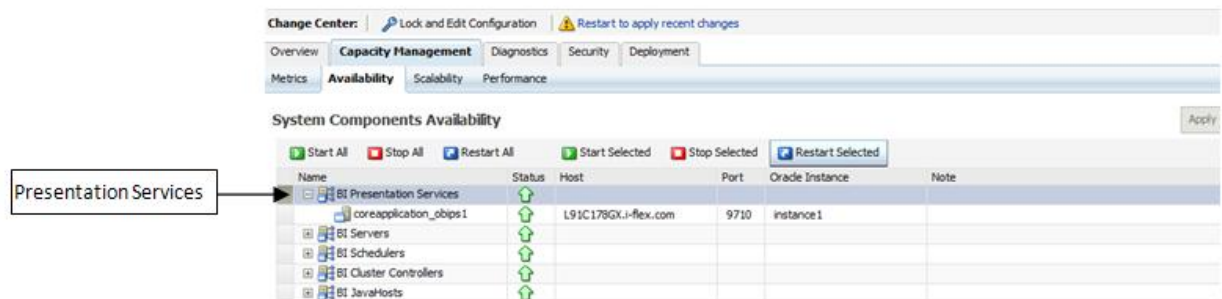 Change Center: Lock and Edit Configuration Restart to apply recent changes
Overview Capacity Management Diagnostics Security Deployment
Metrics Availability Scalability Performance
System Components Availability Apply
Start All Stop All Restart All Start Selected Stop Selected Restart Selected
Name Status Host Port Oracle Instance Note
Presentation Services BI Presentation Services
coreapplication_obips1 L91C178GX.i-flex.com 9710 instance1
BI Servers
BI Schedulers
BI Cluster Controllers
BI JavaHosts